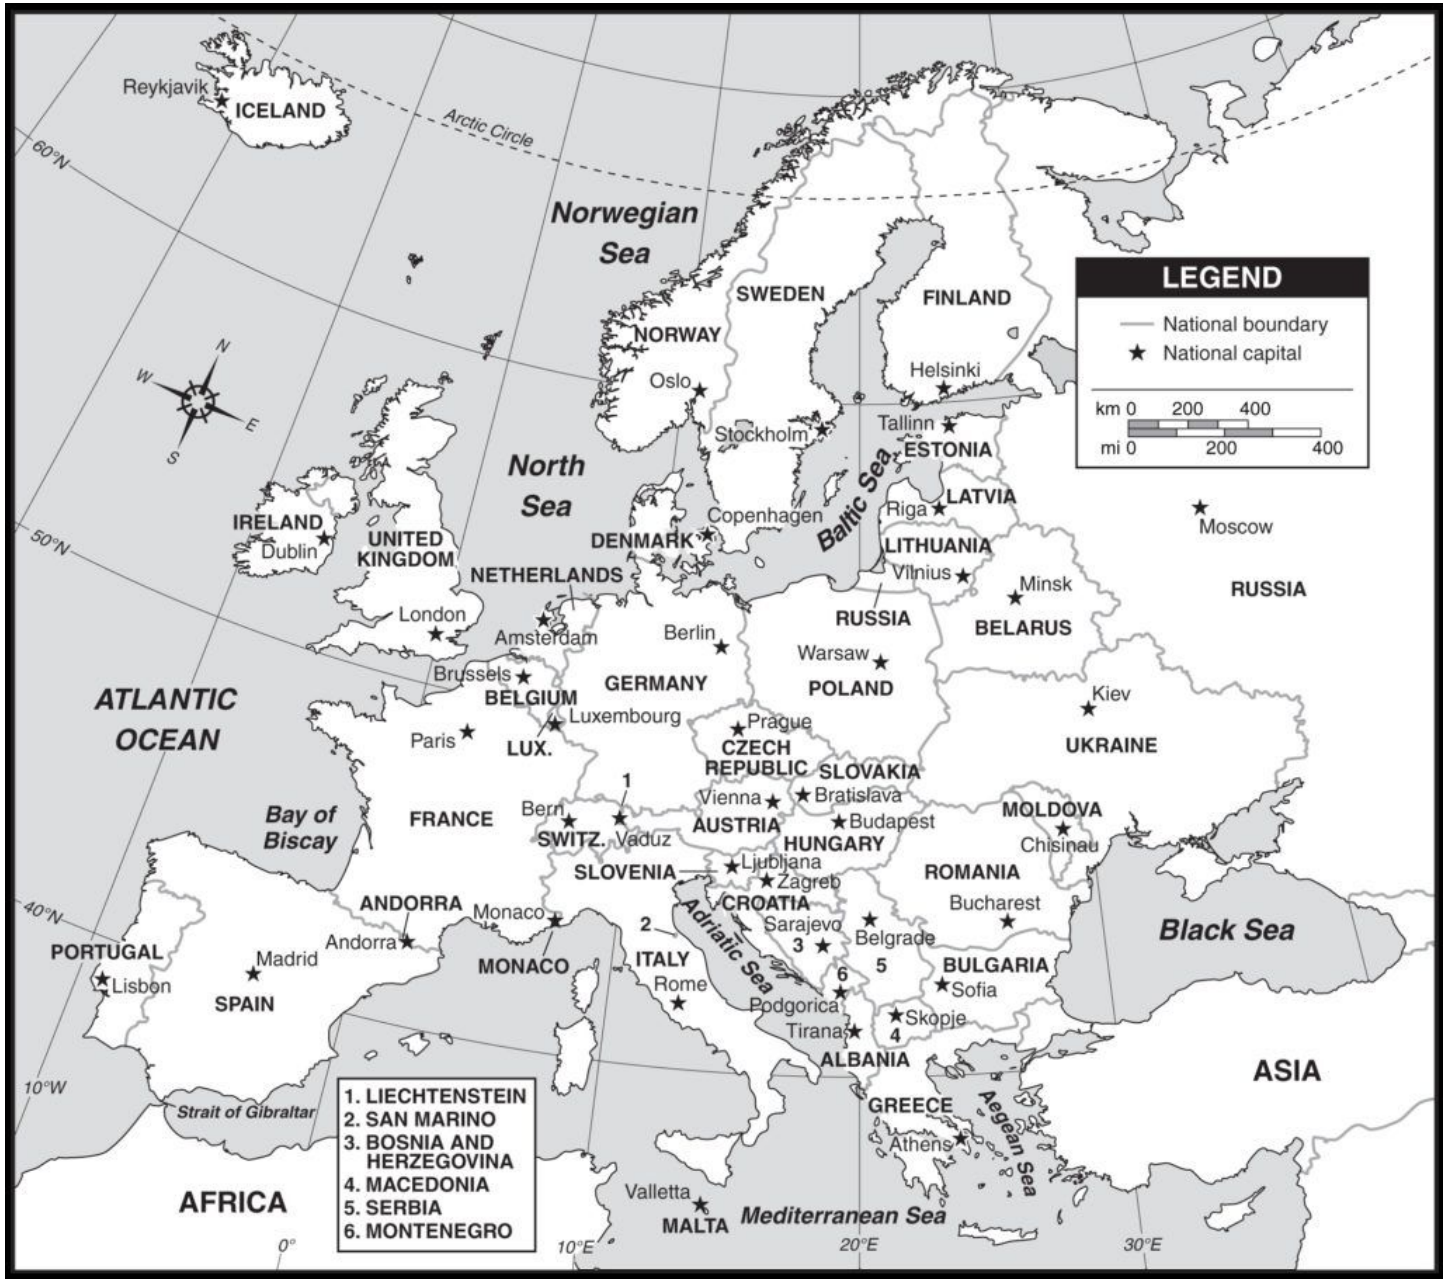 Reykjavik
ICELAND
Arctic Circle
60°N
Norwegian
Sea
N
W
E
S
LEGEND
National boundary
National capital
km 0 200 400
mi 0 200 400
SWEDEN
FINLAND
NORWAY
Oslo
Helsinki
Stockholm
Tallinn
ESTONIA
North
Sea
Baltic Sea
LATVIA
Riga
Moscow
RUSSIA
IRELAND
Dublin
UNITED
KINGDOM
London
50°N
Copenhagen
DENMARK
LITHUANIA
Vilnius
Minsk
BELARUS
RUSSIA
NETHERLANDS
Amsterdam
Berlin
Warsaw
POLAND
GERMANY
Brussels
BELGIUM
Luxembourg
LUX.
ATLANTIC
OCEAN
Paris
Kiev
UKRAINE
Prague
CZECH
REPUBLIC
SLOVAKIA
Bratislava
Vienna
AUSTRIA
1
Bern
SWITZ.
Vaduz
FRANCE
Bay of
Biscay
Budapest
HUNGARY
MOLDOVA
Chisinau
ROMANIA
Bucharest
SLOVENIA
Ljubljana
Zagreb
CROATIA
Sarajevo
3
Belgrade
5
Black Sea
40°N
ANDORRA
Andorra
Monaco
MONACO
2
ITALY
Rome
Adriatic Sea
6
Podgorica
BULGARIA
Sofia
PORTUGAL
Lisbon
Madrid
SPAIN
Tirana
Skopje
4
ALBANIA
ASIA
GREECE
Athens
Aegean Sea
10°W
Strait of Gibraltar
1. LIECHTENSTEIN
2. SAN MARINO
3. BOSNIA AND
HERZEGOVINA
4. MACEDONIA
5. SERBIA
6. MONTENEGRO
AFRICA
Valletta
MALTA
Mediterranean Sea
0°
10°E
20°E
30°E